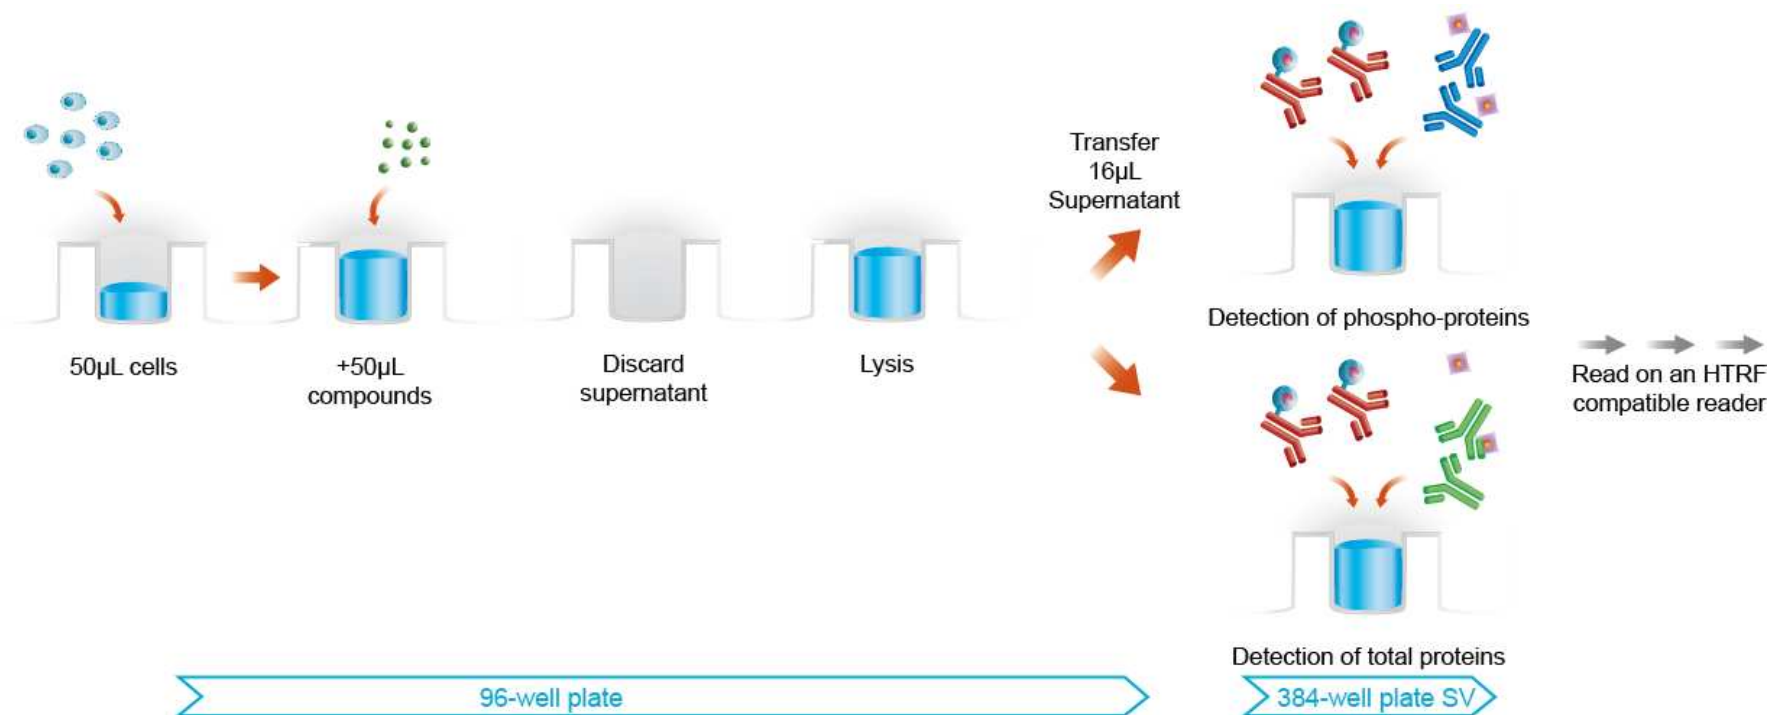 50µL cells
+50µL
compounds
Discard
supernatant
Lysis
Transfer
16µL
Supernatant
Detection of phospho-proteins
Detection of total proteins
Read on an HTRF
compatible reader
96-well plate
384-well plate SV